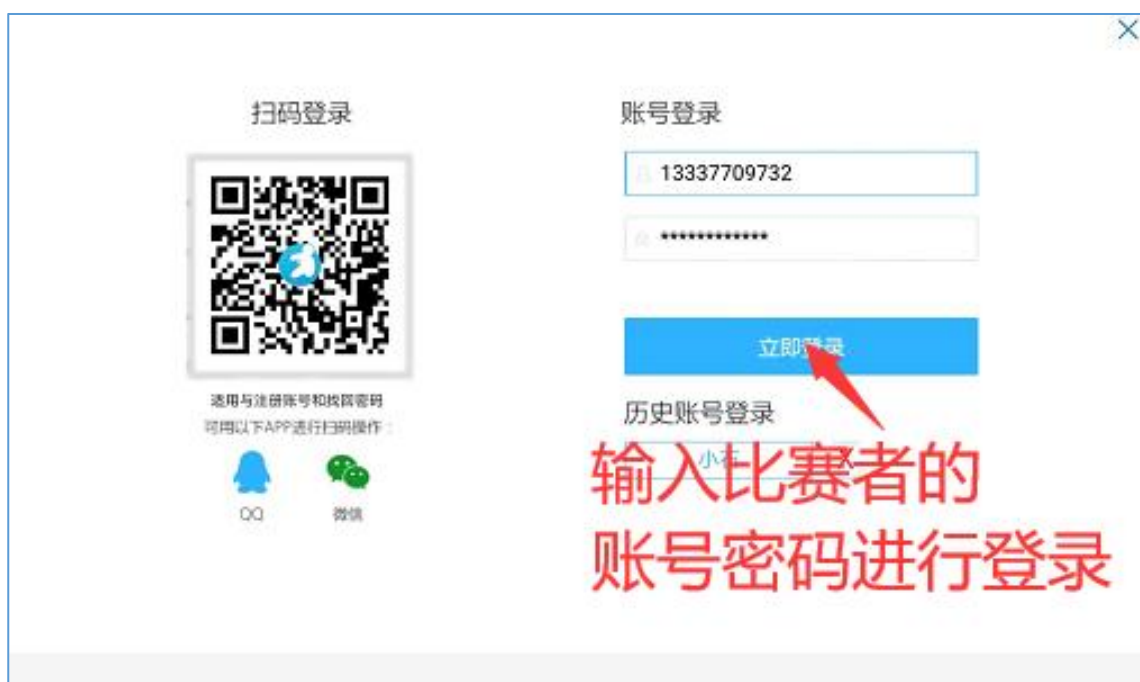 扫码登录
适用与注册账号和找回密码
可用以下APP进行扫码操作：
QQ
微信
账号登录
13337709732
************
立即登录
历史账号登录
小石
X
输入比赛者的
账号密码进行登录